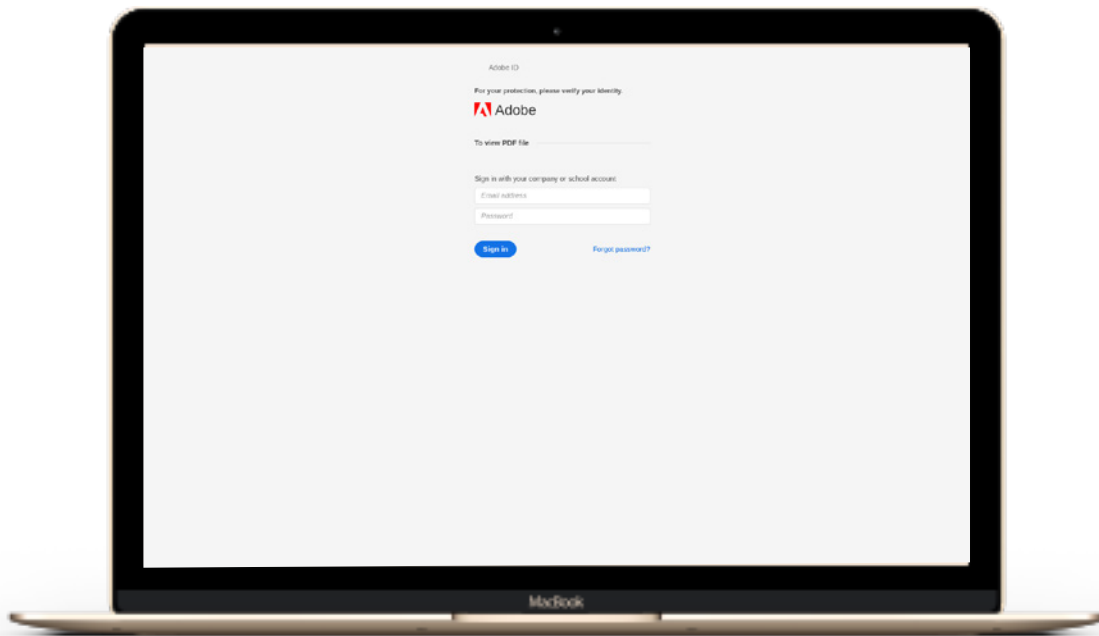 Adobe ID
For your protection, please verify your identity.
Adobe
To view PDF file
Sign in with your company or school account
Email address
Password
Sign in Forgot password?
MacBook